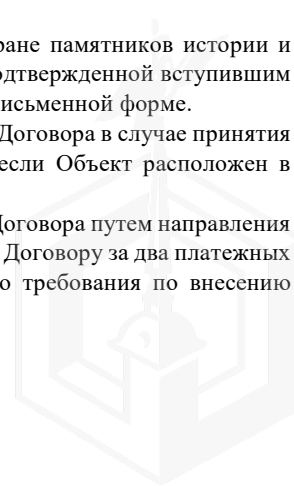 ране памятников истории и
одтвержденной вступившим
исьменной форме.
Договора в случае принятия
если Объект расположен в
Договора путем направления
Договору за два платежных
о требования по внесению